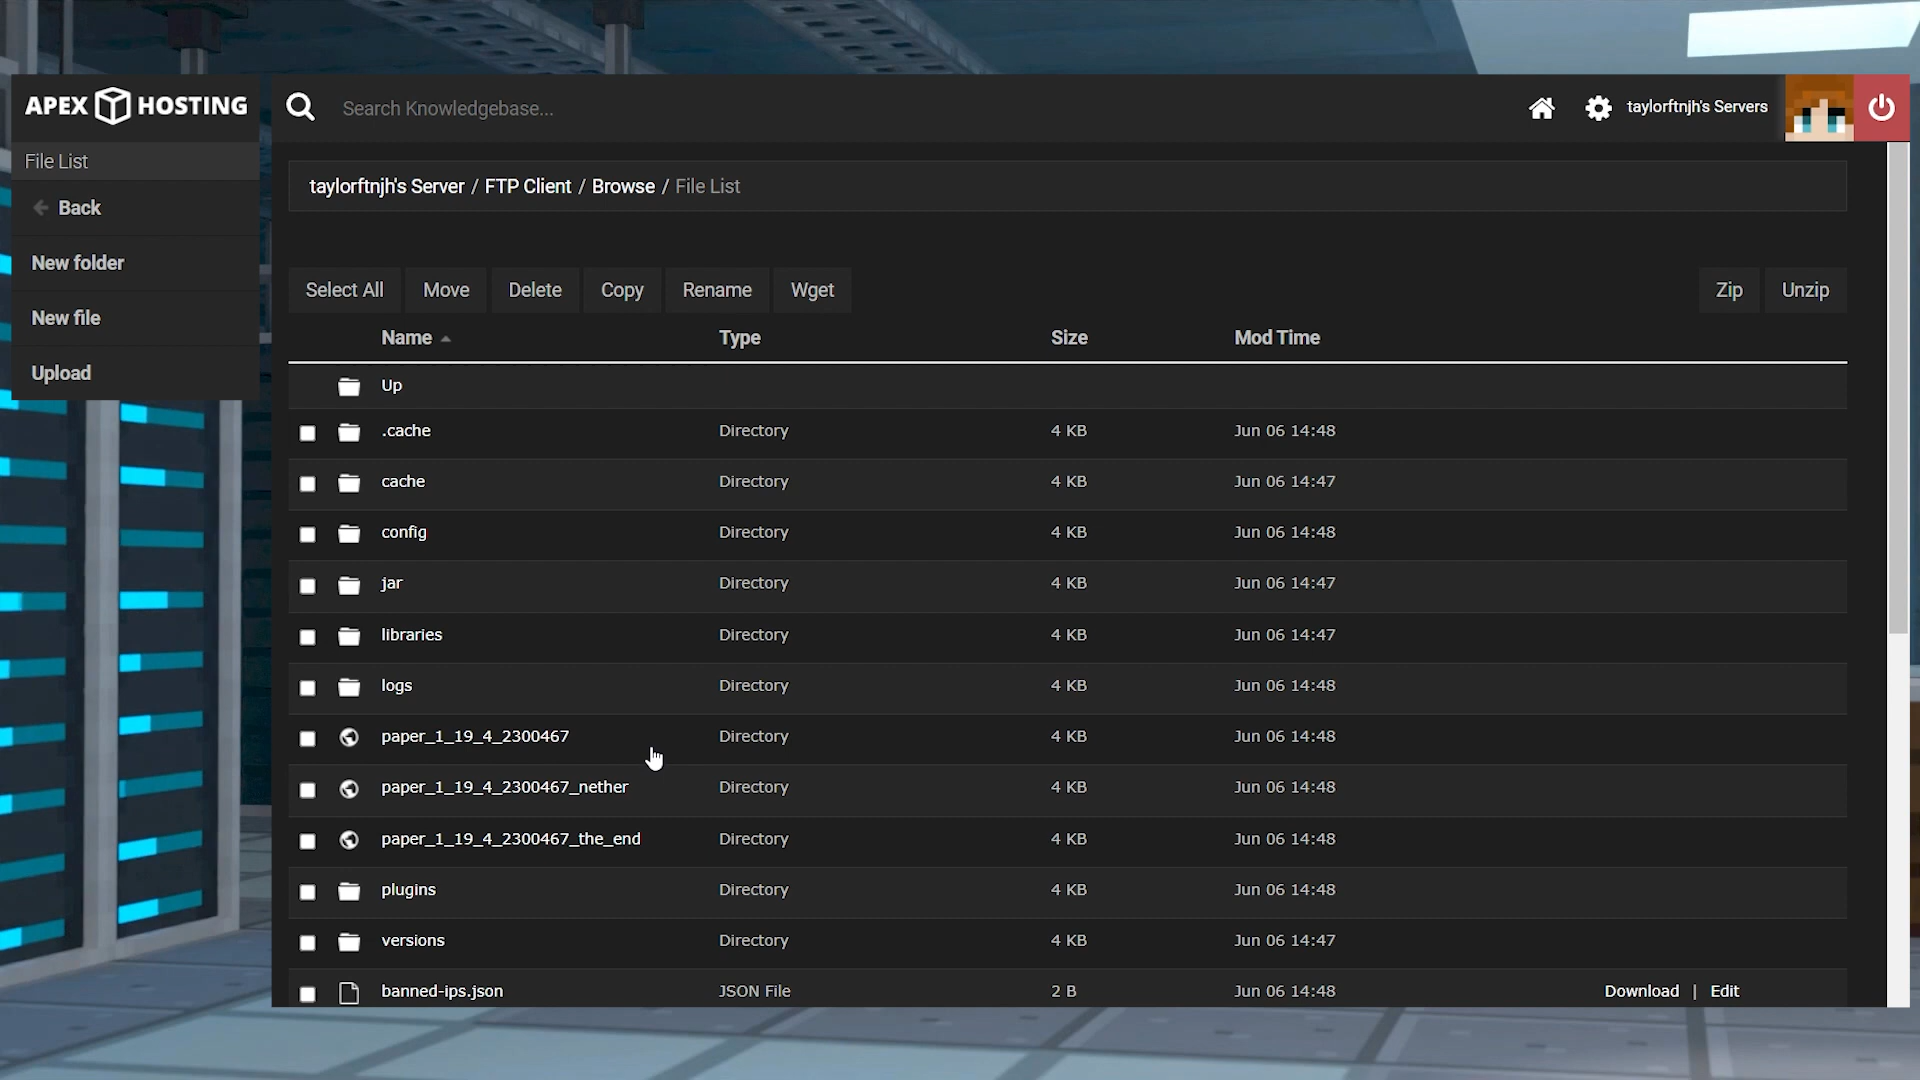 APEX HOSTING
Search Knowledgebase...
taylorftnjh's Servers
File List
Back
New folder
New file
Upload
taylorftnjh's Server / FTP Client / Browse / File List
Select All Move Delete Copy Rename Wget Zip Unzip
Name Type Size Mod Time
Up
.cache Directory 4 KB Jun 06 14:48
cache Directory 4 KB Jun 06 14:47
config Directory 4 KB Jun 06 14:48
jar Directory 4 KB Jun 06 14:47
libraries Directory 4 KB Jun 06 14:47
logs Directory 4 KB Jun 06 14:48
paper_1_19_4_2300467 Directory 4 KB Jun 06 14:48
paper_1_19_4_2300467_nether Directory 4 KB Jun 06 14:48
paper_1_19_4_2300467_the_end Directory 4 KB Jun 06 14:48
plugins Directory 4 KB Jun 06 14:48
versions Directory 4 KB Jun 06 14:47
banned-ips.json JSON File 2 B Jun 06 14:48 Download | Edit